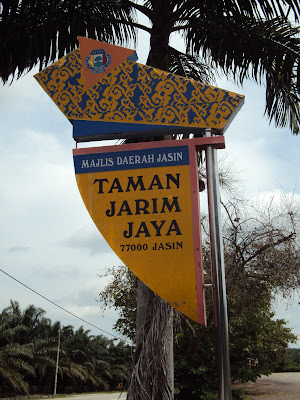 MAJLIS DAERAH JASIN
TAMAN
JARIM
JAYA
77000 JASIN